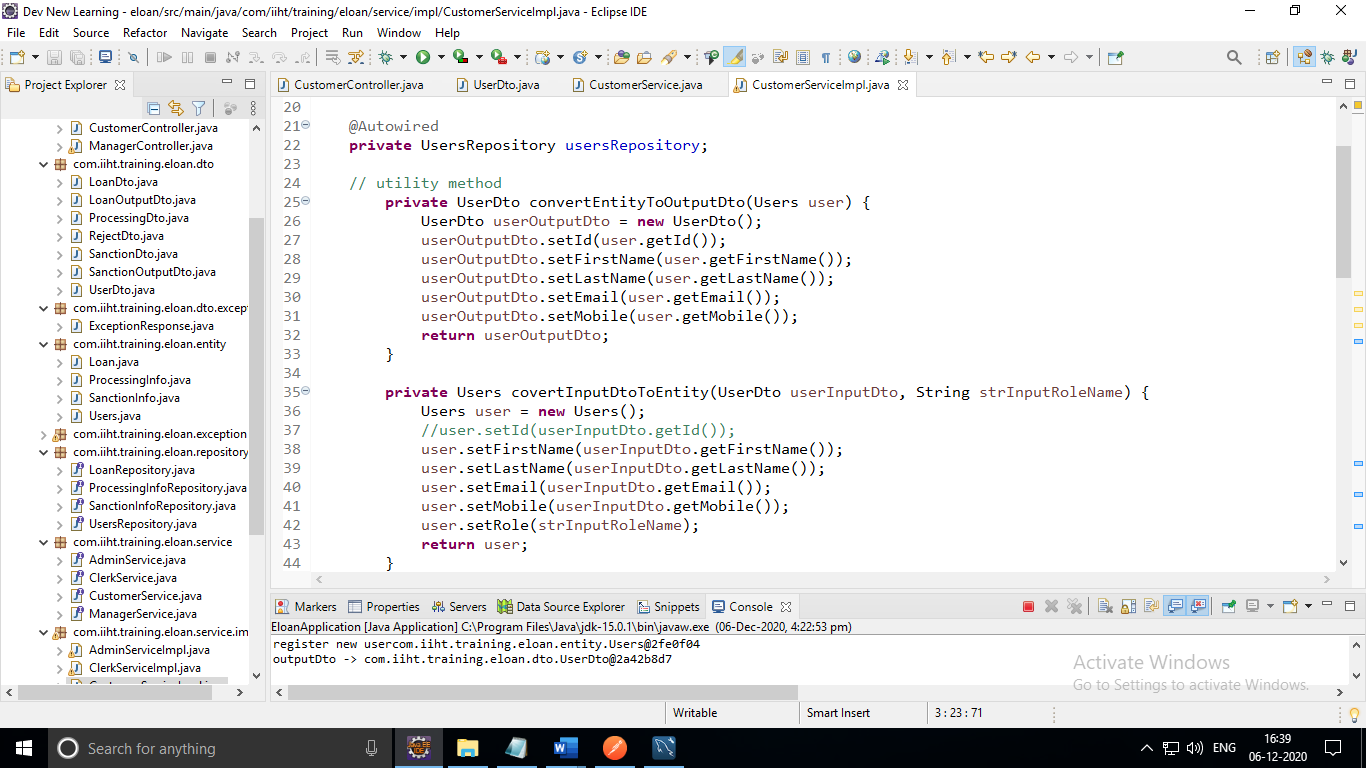 Dev New Learning - eloan/src/main/java/com/iiht/training/eloan/service/impl/CustomerServiceImpl.java - Eclipse IDE
File Edit Source Refactor Navigate Search Project Run Window Help
Project Explorer
CustomerController.java
ManagerController.java
com.iiht.training.eloan.dto
LoanDto.java
LoanOutputDto.java
ProcessingDto.java
RejectDto.java
SanctionDto.java
SanctionOutputDto.java
UserDto.java
com.iiht.training.eloan.dto.excep
ExceptionResponse.java
com.iiht.training.eloan.entity
Loan.java
ProcessingInfo.java
SanctionInfo.java
Users.java
com.iiht.training.eloan.exception
com.iiht.training.eloan.repository
LoanRepository.java
ProcessingInfoRepository.java
SanctionInfoRepository.java
UsersRepository.java
com.iiht.training.eloan.service
AdminService.java
ClerkService.java
CustomerService.java
ManagerService.java
com.iiht.training.eloan.service.im
AdminServiceImpl.java
ClerkServiceImpl.java
CustomerController.java UserDto.java CustomerService.java CustomerServiceImpl.java
20
21 @Autowired
22 private UsersRepository usersRepository;
23
24 // utility method
25 private UserDto convertEntityToOutputDto(Users user) {
26 UserDto userOutputDto = new UserDto();
27 userOutputDto.setId(user.getId());
28 userOutputDto.setFirstName(user.getFirstName());
29 userOutputDto.setLastName(user.getLastName());
30 userOutputDto.setEmail(user.getEmail());
31 userOutputDto.setMobile(user.getMobile());
32 return userOutputDto;
33 }
34
35 private Users covertInputDtoToEntity(UserDto userInputDto, String strInputRoleName) {
36 Users user = new Users();
37 //user.setId(userInputDto.getId());
38 user.setFirstName(userInputDto.getFirstName());
39 user.setLastName(userInputDto.getLastName());
40 user.setEmail(userInputDto.getEmail());
41 user.setMobile(userInputDto.getMobile());
42 user.setRole(strInputRoleName);
43 return user;
44 }
Markers Properties Servers Data Source Explorer Snippets Console
EloanApplication [Java Application] C:\Program Files\Java\jdk-15.0.1\bin\javaw.exe (06-Dec-2020, 4:22:53 pm)
register new usercom.iiht.training.eloan.entity.Users@2fe0f04
outputDto -> com.iiht.training.eloan.dto.UserDto@2a42b8d7
Activate Windows
Go to Settings to activate Windows.
Writable Smart Insert 3 : 23 : 71
Search for anything
ENG
16:39
06-12-2020